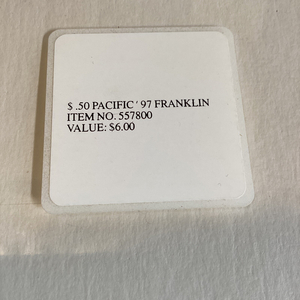 $ .50 PACIFIC ' 97 FRANKLIN
ITEM NO. 557800
VALUE: $6.00